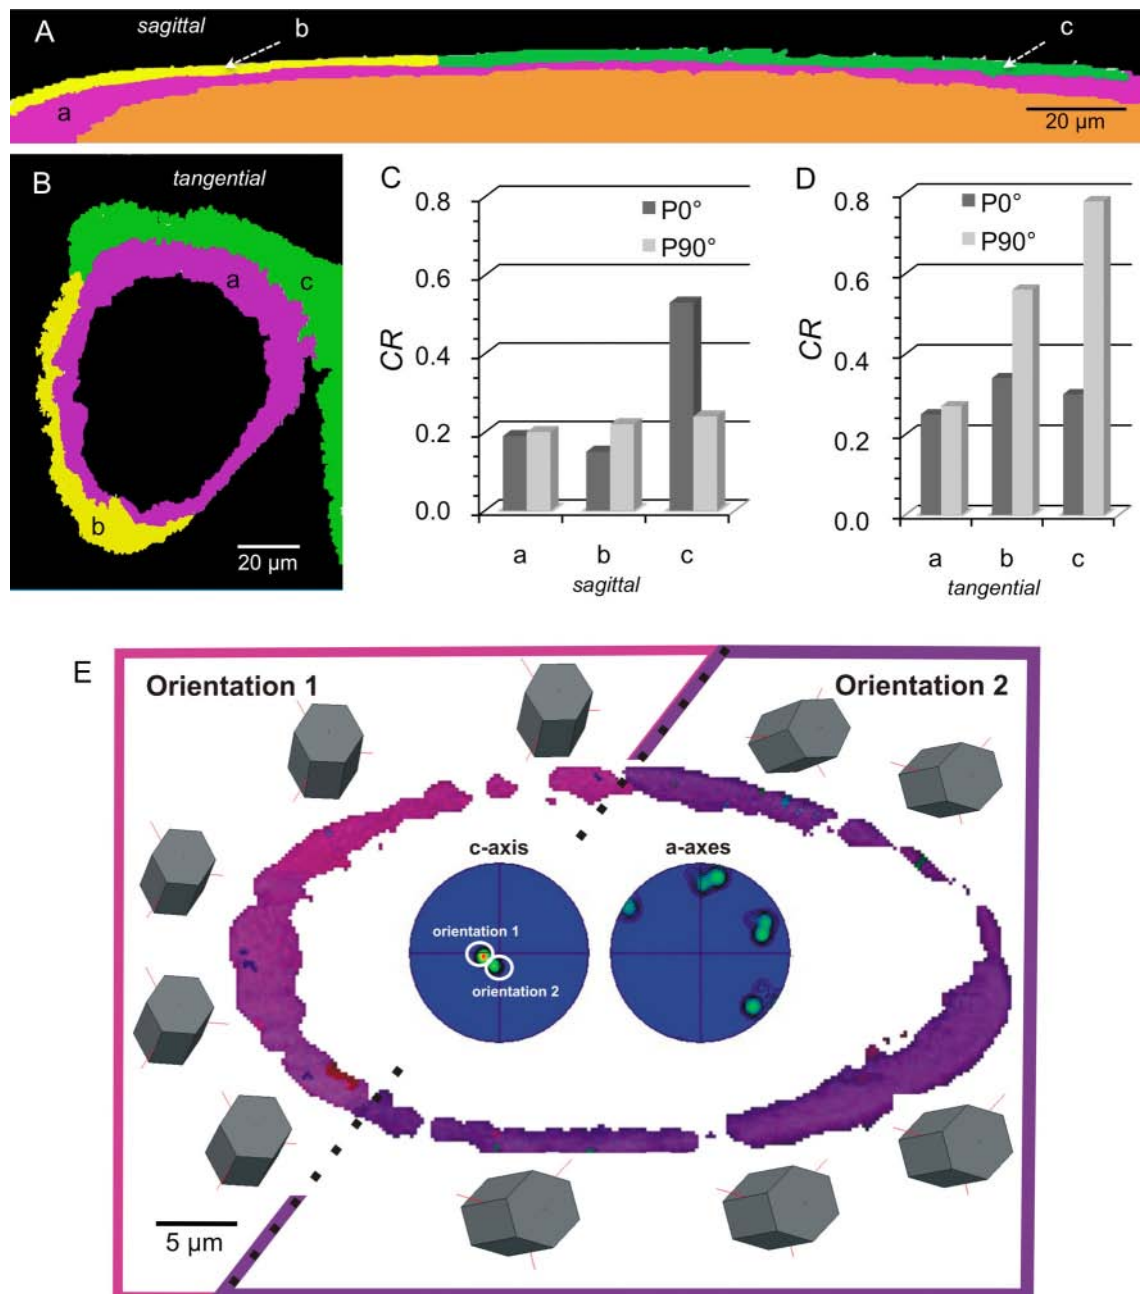 A
sagittal
b
c
a
20 µm
B
tangential
a
c
b
20 µm
C
0.8
0.6
0.4
0.2
0.0
CR
P0°
P90°
a b c
sagittal
D
0.8
0.6
0.4
0.2
0.0
CR
P0°
P90°
a b c
tangential
E
Orientation 1
Orientation 2
c-axis
a-axes
orientation 1
orientation 2
5 µm